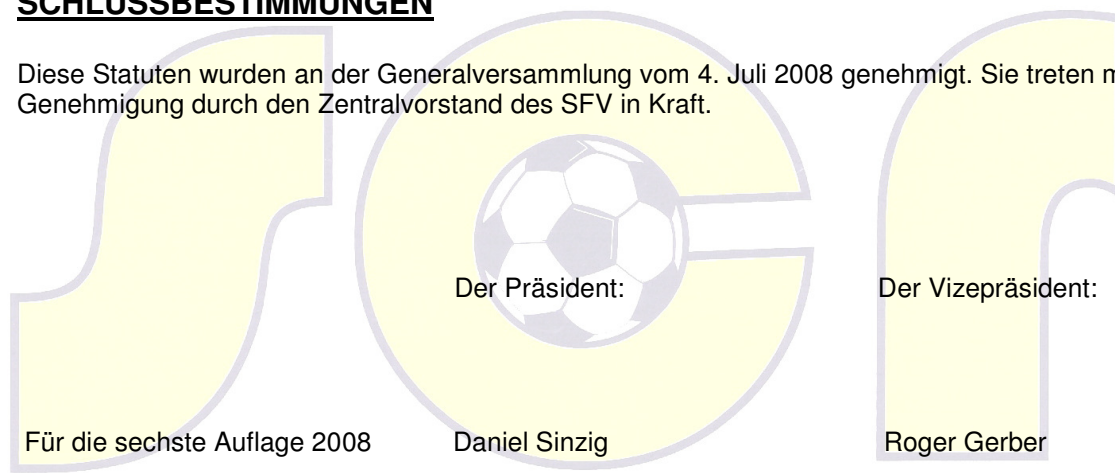 SCHLUSSBESTIMMUNGEN
Diese Statuten wurden an der Generalversammlung vom 4. Juli 2008 genehmigt. Sie treten
Genehmigung durch den Zentralvorstand des SFV in Kraft.
Der Präsident: Der Vizepräsident:
Für die sechste Auflage 2008 Daniel Sinzig Roger Gerber